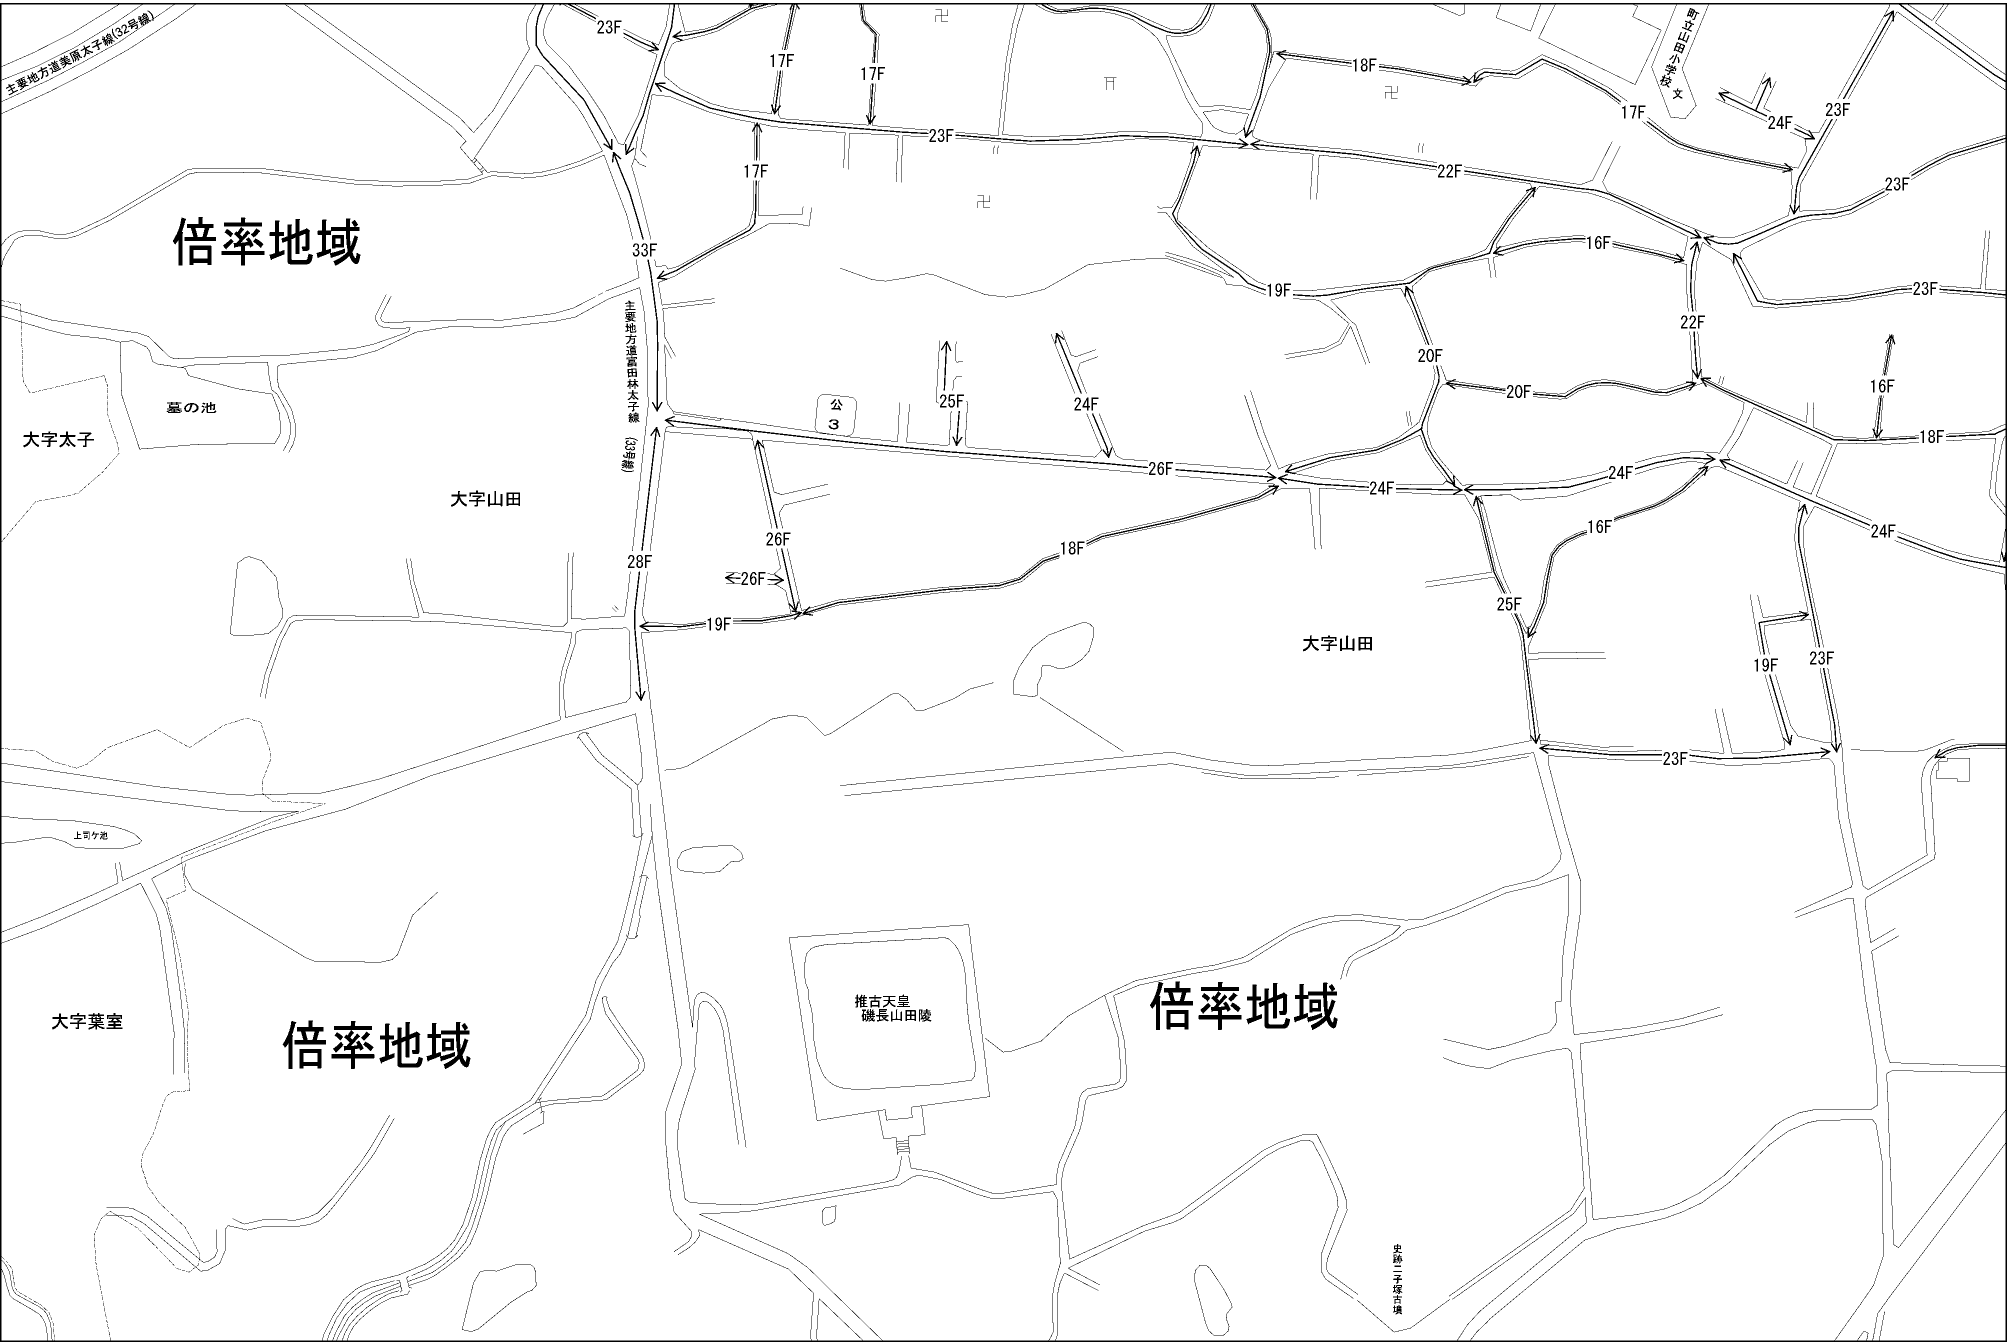 23F
主要地方道美原太子線(32号線)
17F
17F
18F
町立山田小学校
文
17F
24F
23F
23F
22F
17F
23F
倍率地域
33F
16F
19F
23F
主要地方道富田林太子線 (33号線)
22F
20F
墓の池
公
3
25F
24F
20F
16F
大字太子
18F
26F
24F
24F
大字山田
26F
18F
16F
24F
28F
26F
25F
19F
大字山田
19F
23F
23F
上司ケ池
推古天皇
磯長山田陵
倍率地域
大字葉室
倍率地域
史跡二子塚古墳